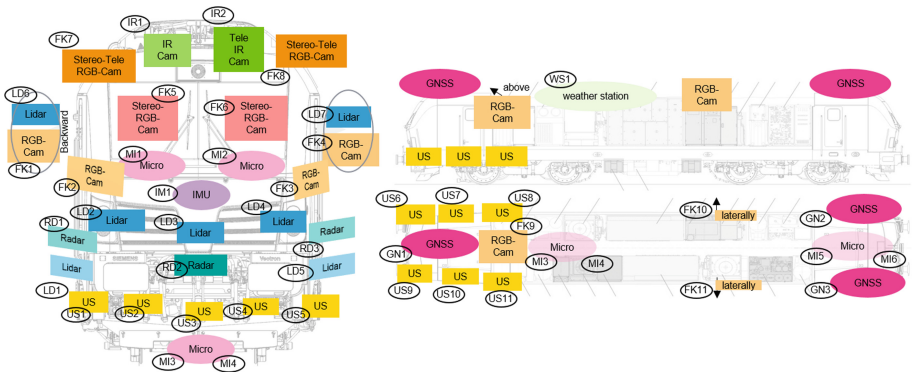 IR1
IR2
FK7
IR
Cam
Tele
IR
Cam
Stereo-Tele
RGB-Cam
Stereo-Tele
RGB-Cam
FK8
LD6
FK5
FK6
Lidar
Stereo-
RGB-
Cam
Stereo-
RGB-
Cam
LD7
Lidar
Backward
RGB-
Cam
FK4
RGB-
Cam
FK1
MI1
MI2
Micro
Micro
FK2
RGB-
Cam
IM1
IMU
FK3
RGB-
Cam
RD1
LD2
LD3
LD4
Lidar
Lidar
Lidar
Radar
Radar
RD3
SIEMENS
Lidar
RD2
Radar
LD5
Lidar
LD1
US
US
US
US
US
US1
US2
US3
US4
US5
Micro
MI3
MI4
GNSS
above
WS1
weather station
GNSS
RGB-
Cam
RGB-
Cam
US
US
US
US6
US7
US8
US
US
US
FK9
FK10
laterally
GN2
GNSS
GNSS
GN1
RGB-
Cam
Micro
MI3
MI4
Micro
MI5
MI6
US
US
US
US9
US10
US11
FK11
laterally
GN3
GNSS